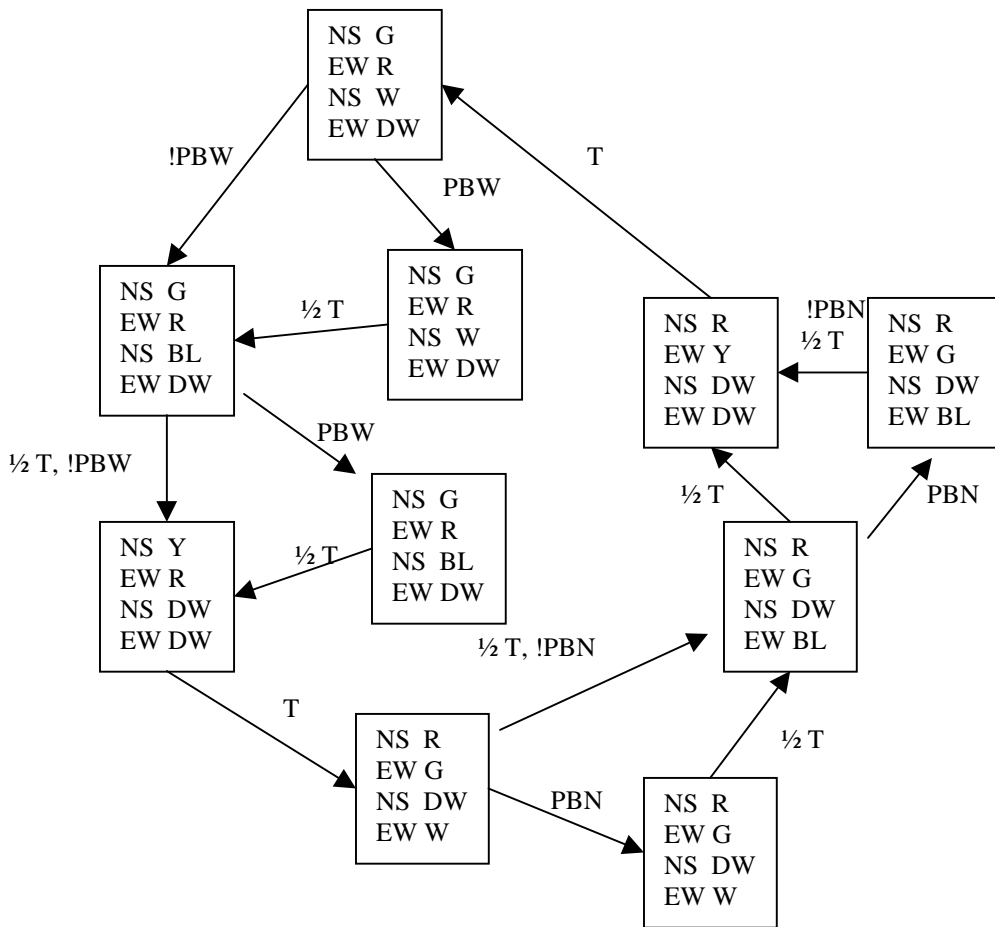 NS G
EW R
NS W
EW DW
!PBW
T
PBW
NS G
EW R
NS BL
EW DW
½ T
NS G
EW R
NS W
EW DW
NS R
EW Y
NS DW
EW DW
!PBN
½ T
NS R
EW G
NS DW
EW BL
PBW
½ T, !PBW
NS G
EW R
NS BL
EW DW
½ T
PBN
NS Y
EW R
NS DW
EW DW
½ T
NS R
EW G
NS DW
EW BL
½ T, !PBN
T
NS R
EW G
NS DW
EW W
½ T
PBN
NS R
EW G
NS DW
EW W